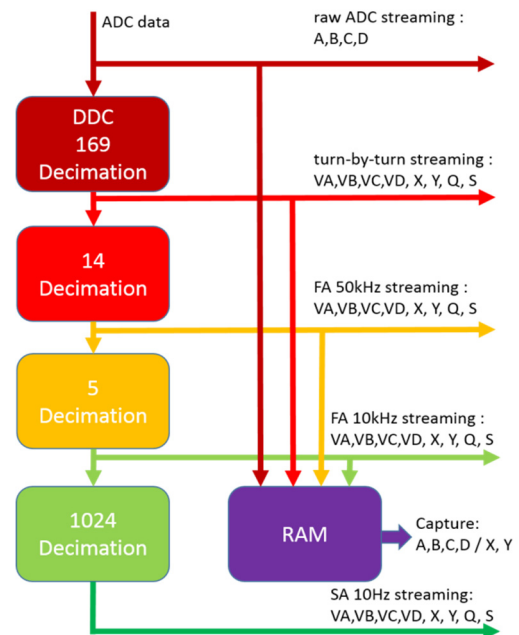 ADC data
raw ADC streaming :
A,B,C,D
DDC
169
Decimation
turn-by-turn streaming :
VA,VB,VC,VD, X, Y, Q, S
14
Decimation
FA 50kHz streaming :
VA,VB,VC,VD, X, Y, Q, S
5
Decimation
FA 10kHz streaming :
VA,VB,VC,VD, X, Y, Q, S
1024
Decimation
RAM
Capture:
A,B,C,D / X, Y
SA 10Hz streaming:
VA,VB,VC,VD, X, Y, Q, S